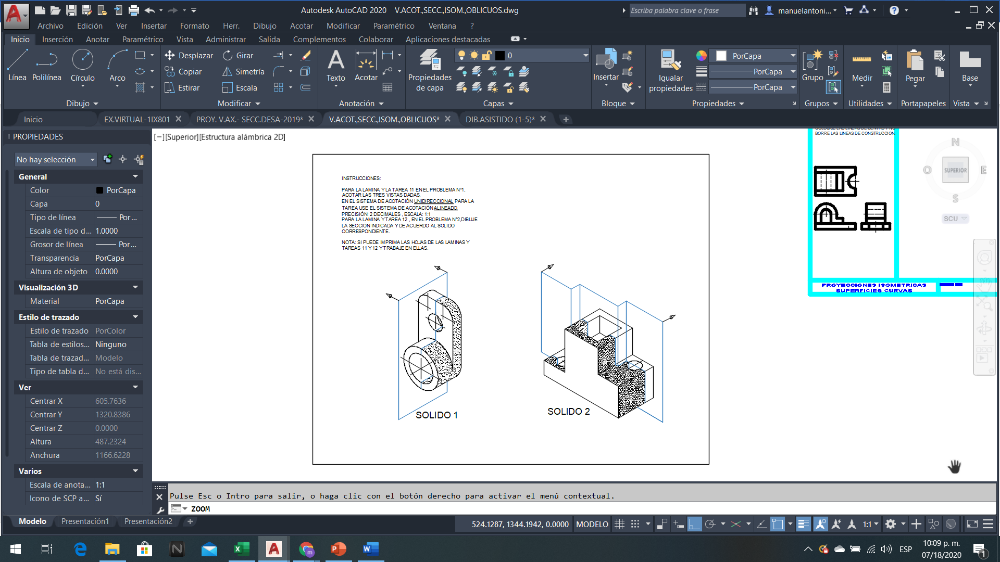 Autodesk AutoCAD 2020 V.ACOT.,SECC.,ISOM.,OBLICUOS.dwg
Escriba palabra clave o frase
manuelantoni...
Archivo Edición Ver Insertar Formato Herr. Dibujo Acotar Modificar Paramétrico Ventana ?
Inicio Inserción Anotar Paramétrico Vista Administrar Salida Complementos Colaborar Aplicaciones destacadas
Línea Polilínea Círculo Arco
Desplazar Girar
Copiar Simetría
Estirar Escala
Texto Acotar
Propiedades de capa
0
Insertar
Igualar propiedades
PorCapa
PorCapa
PorCapa
Grupo
Medir
Pegar
Base
Dibujo Modificar Anotación Capas Bloque Propiedades Grupos Utilidades Portapapeles Vista
Inicio EX.VIRTUAL-1IX801 PROY. V.AX.- SECC.DESA-2019* V.ACOT.,SECC.,ISOM.,OBLICUOS* DIB.ASISTIDO (1-5)*
PROPIEDADES
No hay selección
General
Color PorCapa
Capa 0
Tipo de línea Por...
Escala de tipo d... 1.0000
Grosor de línea Por...
Transparencia PorCapa
Altura de objeto 0.0000
Visualización 3D
Material PorCapa
Estilo de trazado
Estilo de trazado PorColor
Tabla de estilos... Ninguno
Tabla de trazad... Modelo
Tipo de tabla d... No está dis...
Ver
Centrar X 605.7636
Centrar Y 1320.8386
Centrar Z 0.0000
Altura 487.2324
Anchura 1166.6228
Varios
Escala de anota... 1:1
Icono de SCP a... Sí
[−][Superior][Estructura alámbrica 2D]
INSTRUCCIONES:
PARA LA LAMINA Y LA TAREA 11 EN EL PROBLEMA N°1,
ACOTAR LAS TRES VISTAS DADAS.
EN EL SISTEMA DE ACOTACIÓN UNIDIRECCIONAL PARA LA
TAREA USE EL SISTEMA DE ACOTACIÓN ALINEADO
PRECISIÓN: 2 DECIMALES , ESCALA: 1:1
PARA LA LAMINA Y TAREA 12 , EN EL PROBLEMA N°2,DIBUJE
LA SECCIÓN INDICADA Y DE ACUERDO AL SOLIDO
CORRESPONDIENTE.
NOTA: SI PUEDE IMPRIMA LAS HOJAS DE LAS LAMINAS Y
TAREAS 11 Y 12 Y TRABAJE EN ELLAS.
SOLIDO 1
SOLIDO 2
BORRE LAS LINEAS DE CONSTRUCCION.
PROYECCIONES ISOMETRICAS
SUPERFICIES CURVAS
N
O SUPERIOR E
S
SCU
Pulse Esc o Intro para salir, o haga clic con el botón derecho para activar el menú contextual.
ZOOM
Modelo Presentación1 Presentación2
524.1287, 1344.1942, 0.0000 MODELO 1:1
ESP
10:09 p. m.
07/18/2020
1